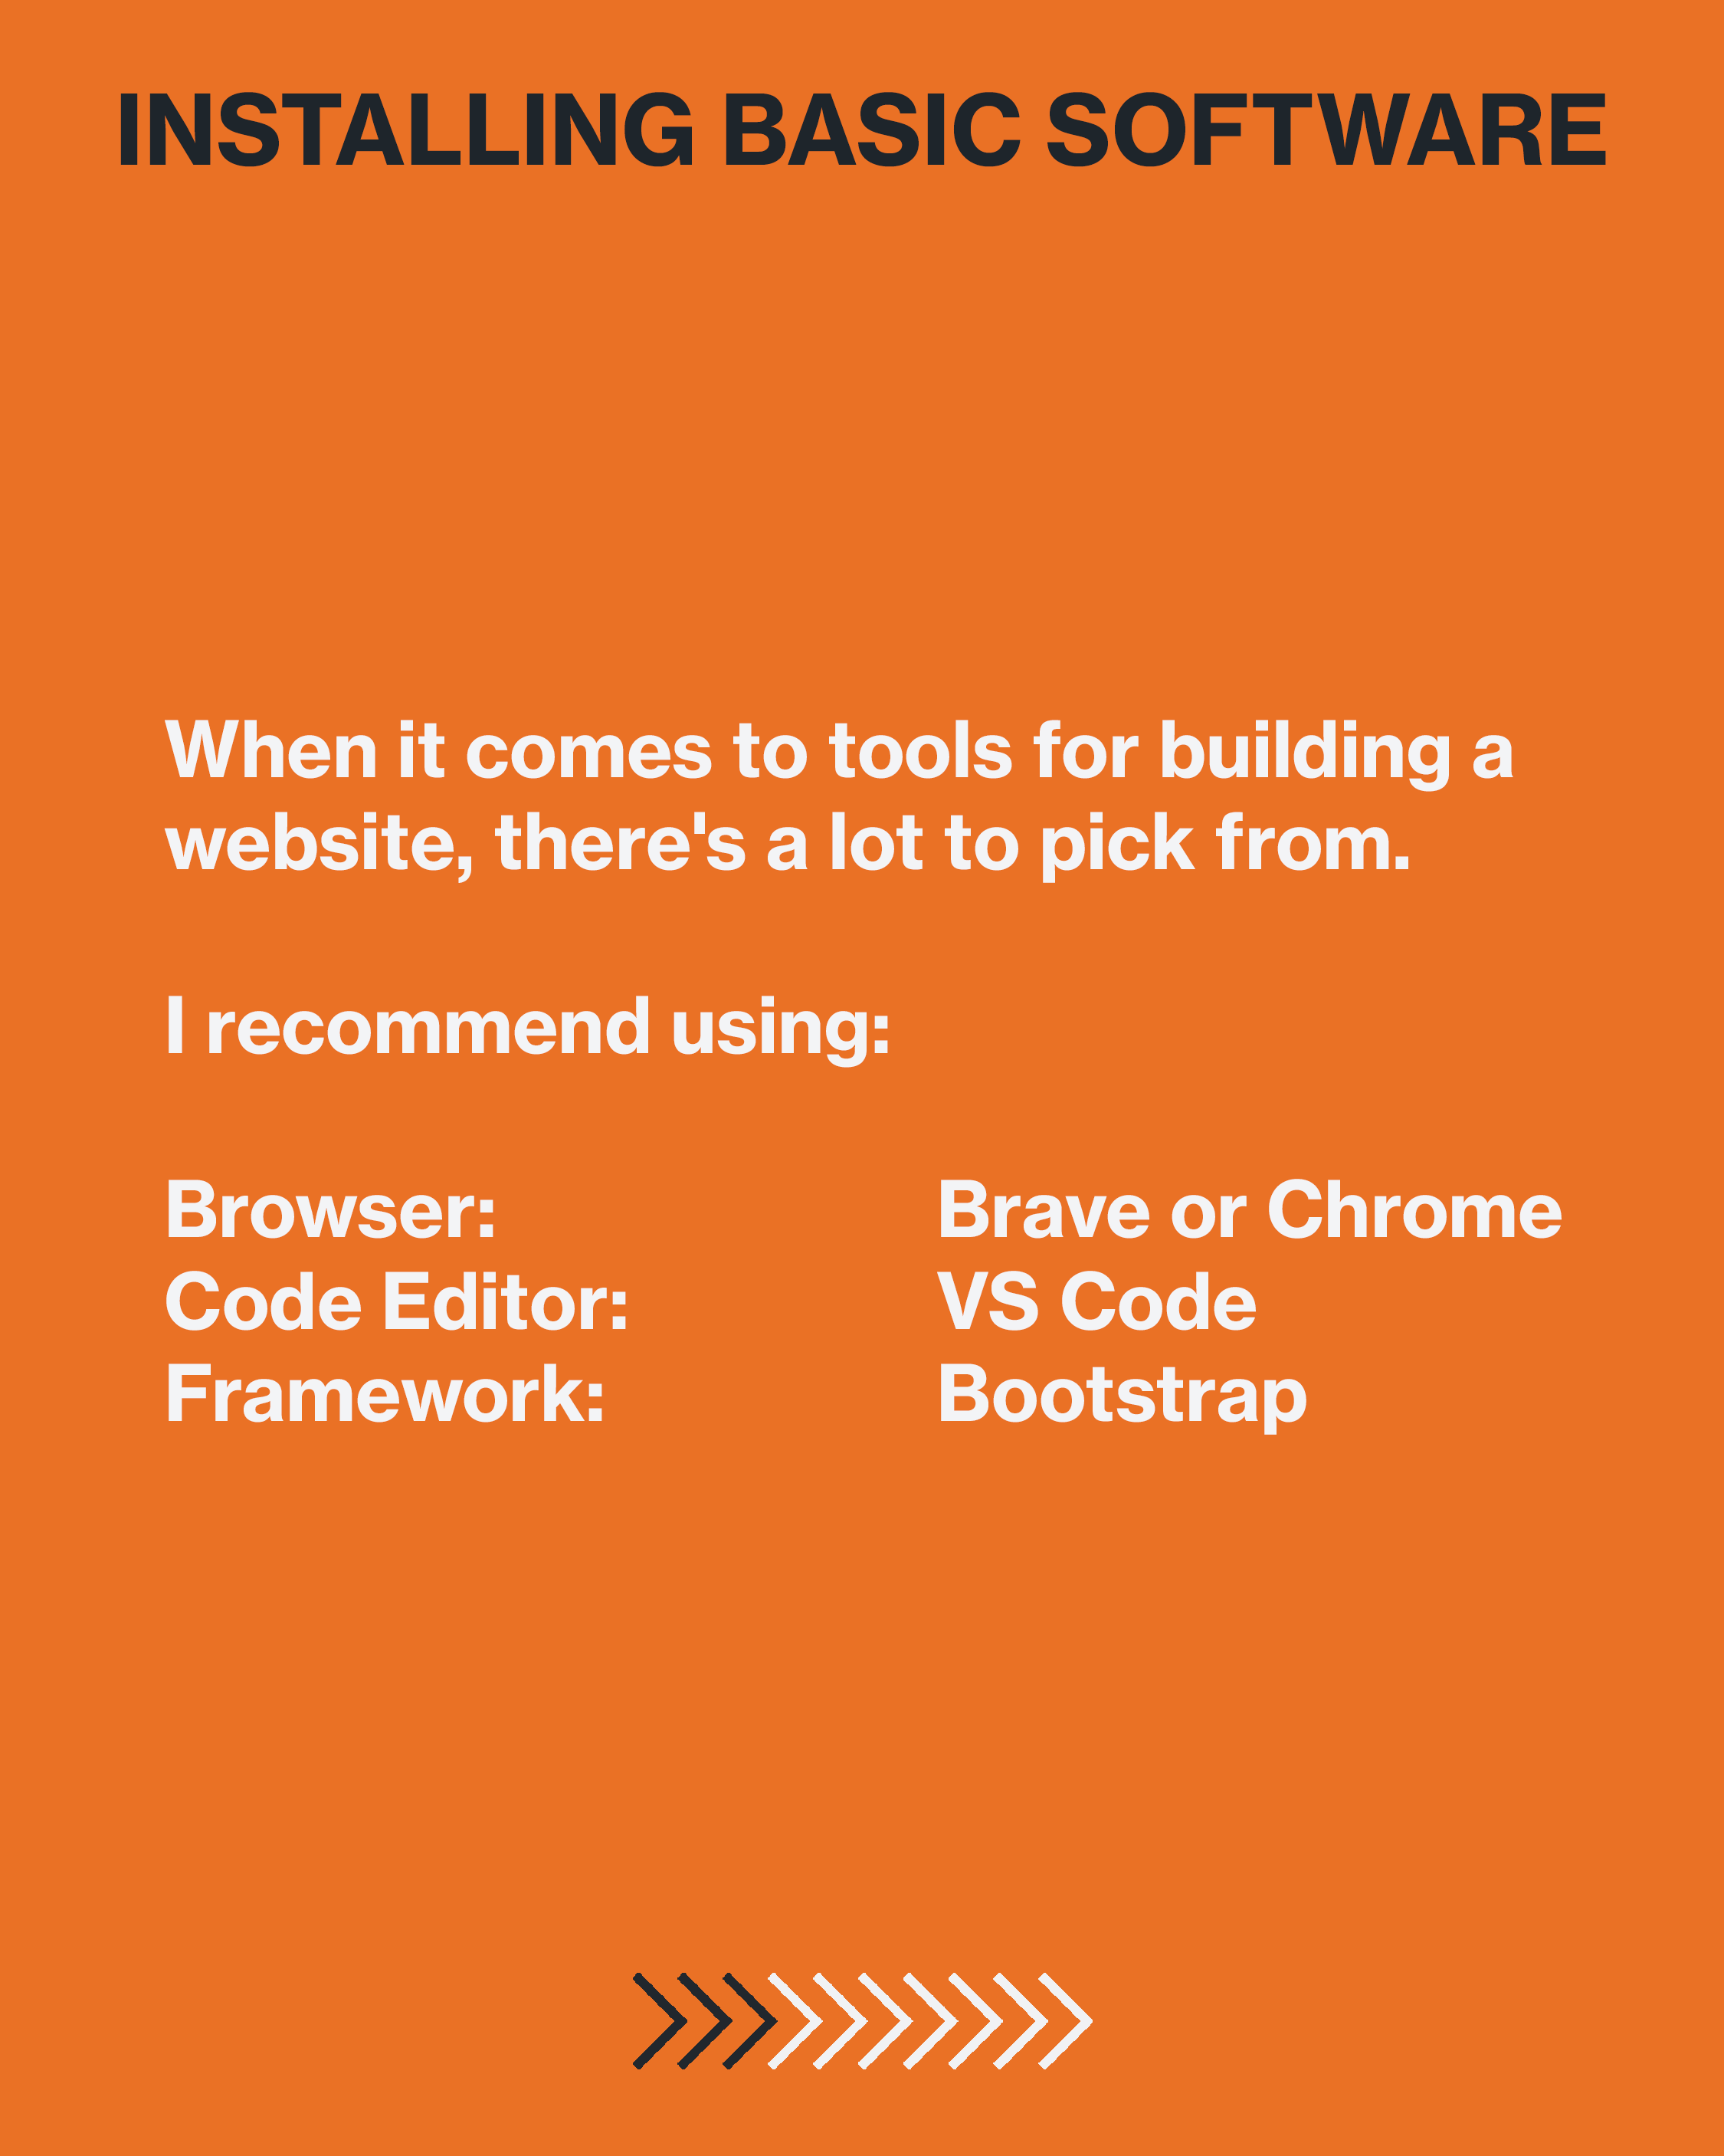 INSTALLING BASIC SOFTWARE
When it comes to tools for building a
website, there's a lot to pick from.
I recommend using:
Browser: Brave or Chrome
Code Editor: VS Code
Framework: Bootstrap